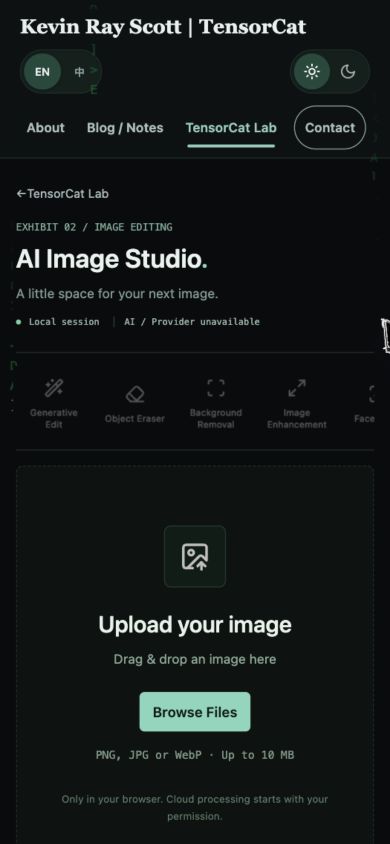 Kevin Ray Scott | TensorCat
EN 中
About Blog / Notes TensorCat Lab Contact
←TensorCat Lab
EXHIBIT 02 / IMAGE EDITING
AI Image Studio.
A little space for your next image.
Local session | AI / Provider unavailable
Generative Edit
Object Eraser
Background Removal
Image Enhancement
Face
Upload your image
Drag & drop an image here
Browse Files
PNG, JPG or WebP · Up to 10 MB
Only in your browser. Cloud processing starts with your
permission.